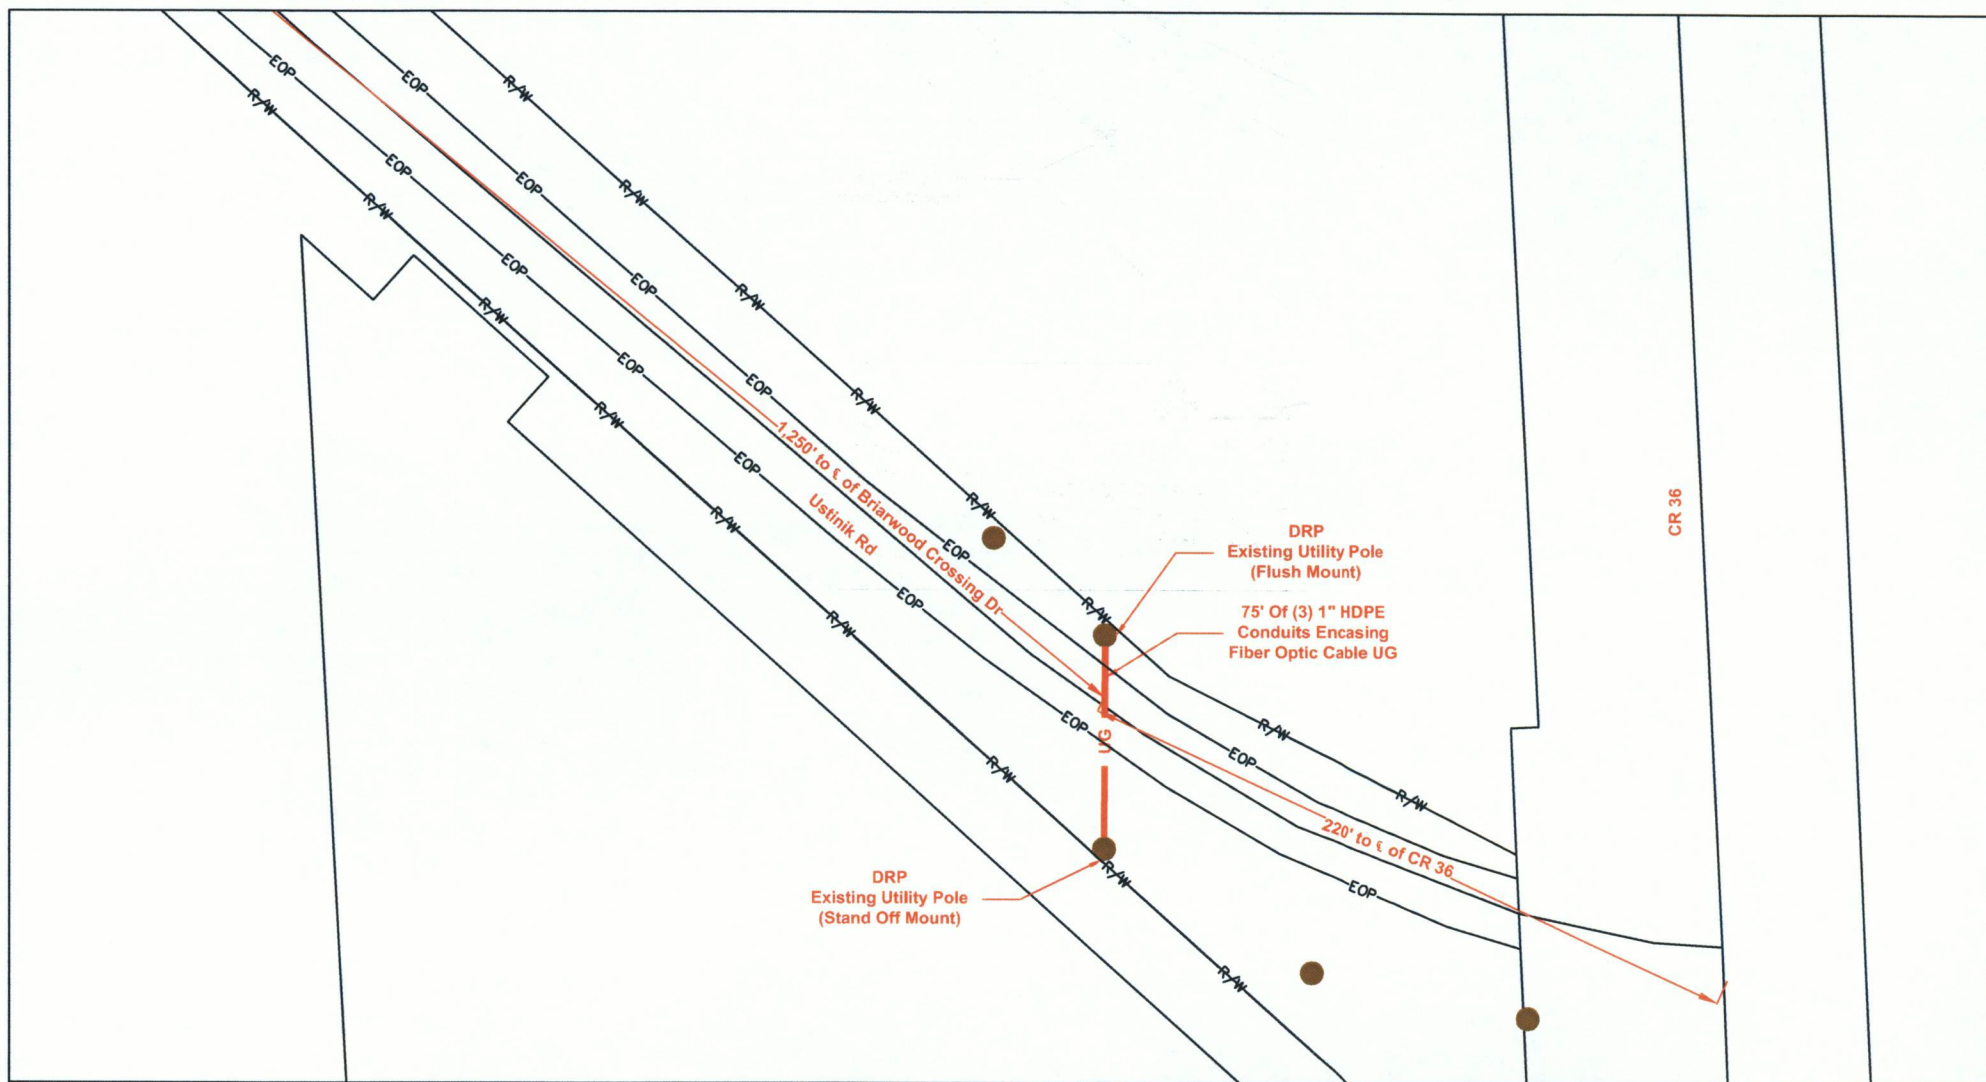 EOP
EOP
R/W
R/W
EOP
EOP
R/W
R/W
EOP
EOP
R/W
R/W
EOP
EOP
R/W
R/W
EOP
R/W
R/W
EOP
EOP
R/W
R/W
R/W
EOP
R/W
EOP
R/W
R/W
EOP
R/W
1,250' to ℄ of Briarwood Crossing Dr
Ustinik Rd
CR 36
DRP
Existing Utility Pole
(Flush Mount)
75' Of (3) 1" HDPE
Conduits Encasing
Fiber Optic Cable UG
UG
220' to ℄ of CR 36
DRP
Existing Utility Pole
(Stand Off Mount)